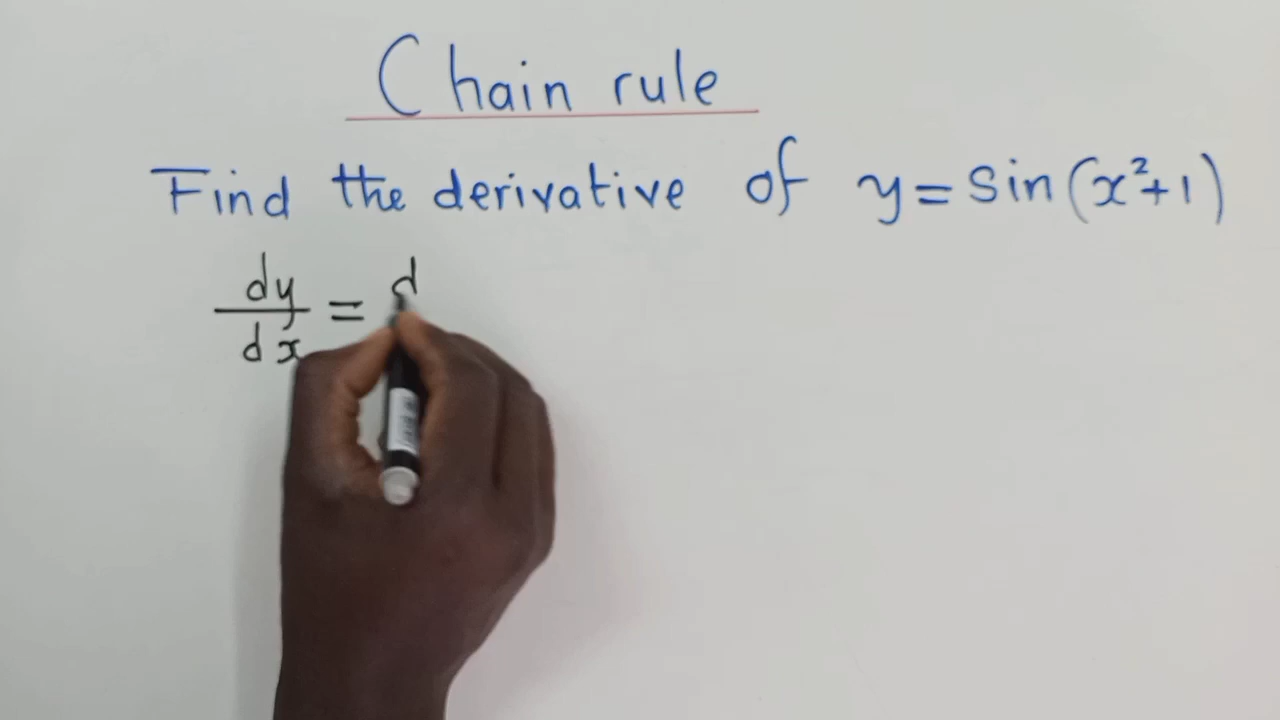 Chain rule
Find the derivative of y = Sin(x²+1)
dy/dx = d